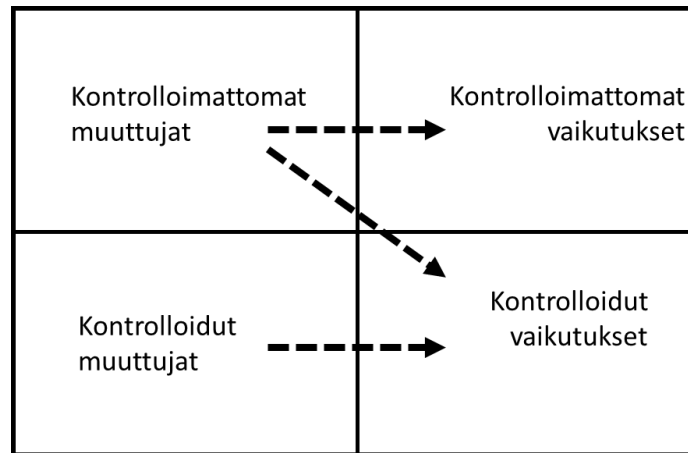 Kontrolloimattomat
muuttujat
Kontrolloimattomat
vaikutukset
Kontrolloidut
muuttujat
Kontrolloidut
vaikutukset